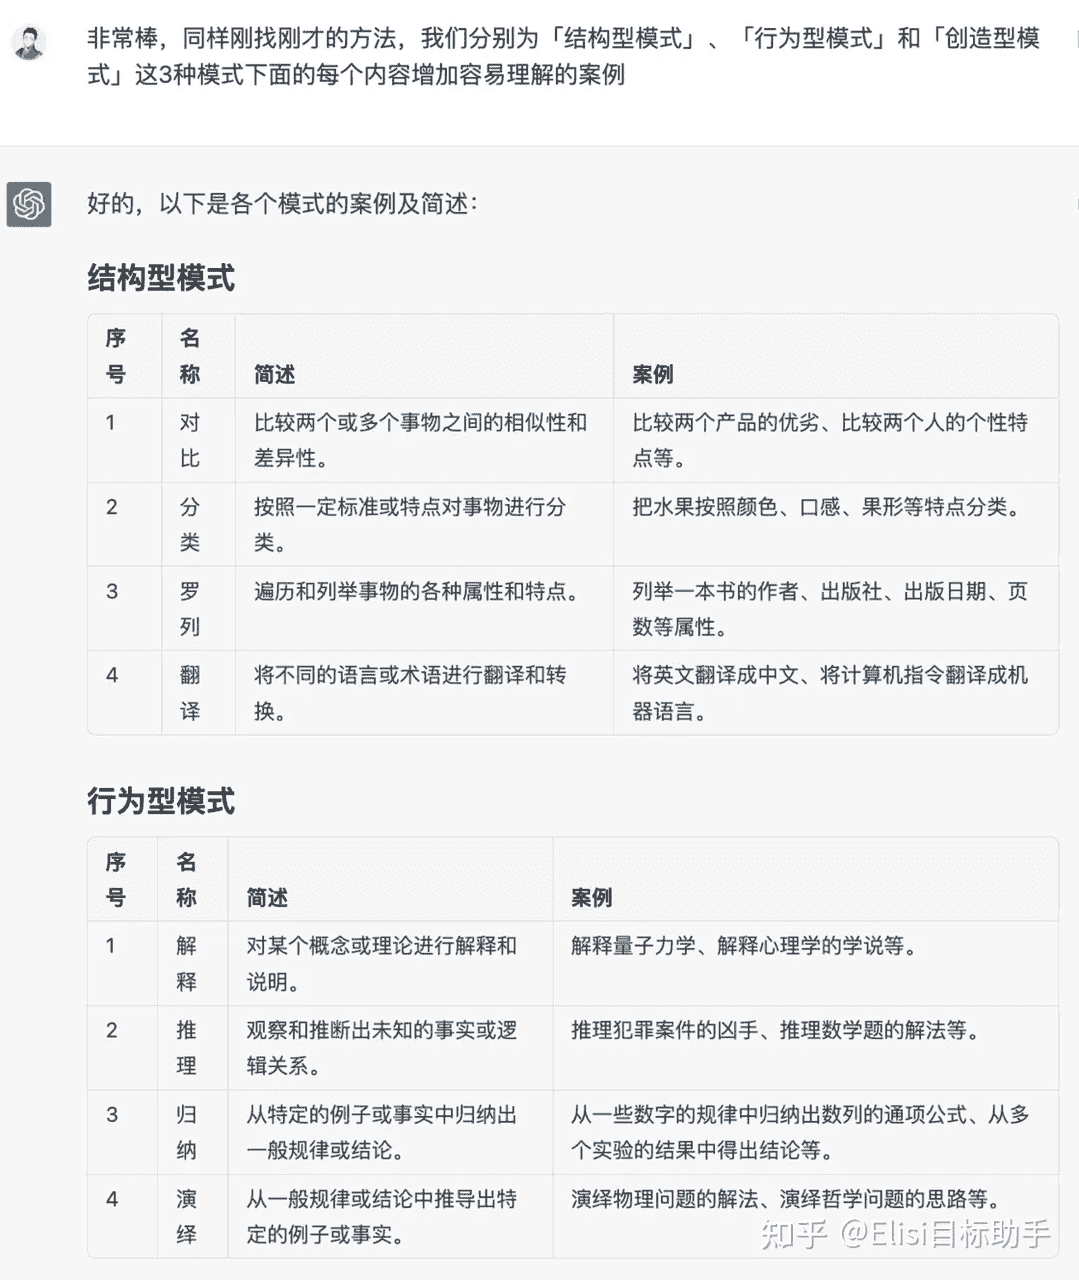 非常棒，同样刚找刚才的方法，我们分别为「结构型模式」、「行为型模式」和「创造型模
式」这3种模式下面的每个内容增加容易理解的案例
好的，以下是各个模式的案例及简述：
结构型模式
序号 名称 简述 案例
1 对比 比较两个或多个事物之间的相似性和差异性。 比较两个产品的优劣、比较两个人的个性特点等。
2 分类 按照一定标准或特点对事物进行分类。 把水果按照颜色、口感、果形等特点分类。
3 罗列 遍历和列举事物的各种属性和特点。 列举一本书的作者、出版社、出版日期、页数等属性。
4 翻译 将不同的语言或术语进行翻译和转换。 将英文翻译成中文、将计算机指令翻译成机器语言。
行为型模式
序号 名称 简述 案例
1 解释 对某个概念或理论进行解释和说明。 解释量子力学、解释心理学的学说等。
2 推理 观察和推断出未知的事实或逻辑关系。 推理犯罪案件的凶手、推理数学题的解法等。
3 归纳 从特定的例子或事实中归纳出一般规律或结论。 从一些数字的规律中归纳出数列的通项公式、从多个实验的结果中得出结论等。
4 演绎 从一般规律或结论中推导出特定的例子或事实。 演绎物理问题的解法、演绎哲学问题的思路等。
知乎 @Elisi目标助手